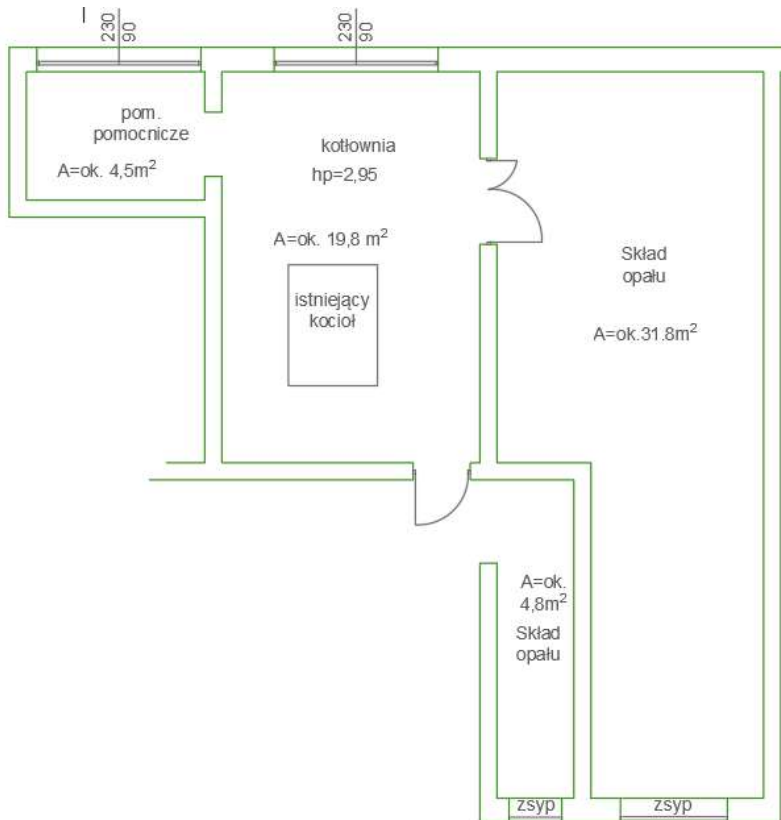 230
90
230
90
pom.
pomocnicze
A=ok. 4,5m²
kotłownia
hp=2,95
A=ok. 19,8 m²
istniejący
kocioł
Skład
opału
A=ok.31.8m²
A=ok.
4,8m²
Skład
opału
zsyp
zsyp